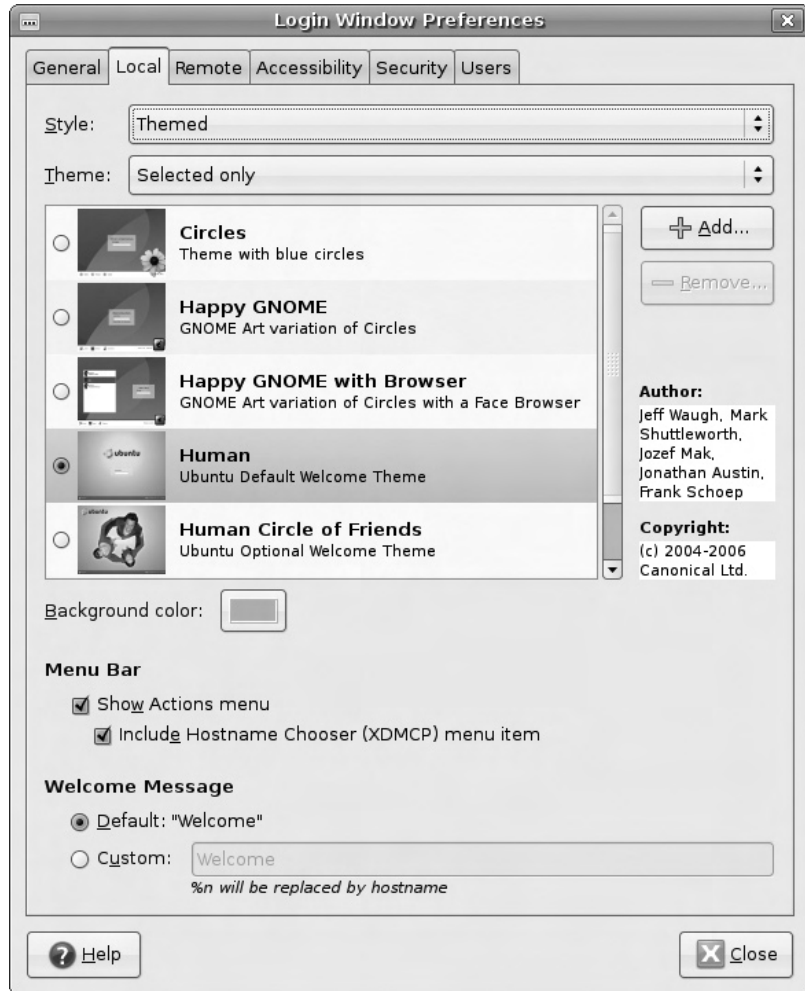 Login Window Preferences
General Local Remote Accessibility Security Users
Style: Themed
Theme: Selected only
Circles
Theme with blue circles
Happy GNOME
GNOME Art variation of Circles
Happy GNOME with Browser
GNOME Art variation of Circles with a Face Browser
ubuntu
Human
Ubuntu Default Welcome Theme
ubuntu
Human Circle of Friends
Ubuntu Optional Welcome Theme
Add...
Remove...
Author:
Jeff Waugh, Mark
Shuttleworth,
Jozef Mak,
Jonathan Austin,
Frank Schoep
Copyright:
(c) 2004-2006
Canonical Ltd.
Background color:
Menu Bar
Show Actions menu
Include Hostname Chooser (XDMCP) menu item
Welcome Message
Default: "Welcome"
Custom: Welcome
%n will be replaced by hostname
Help
Close